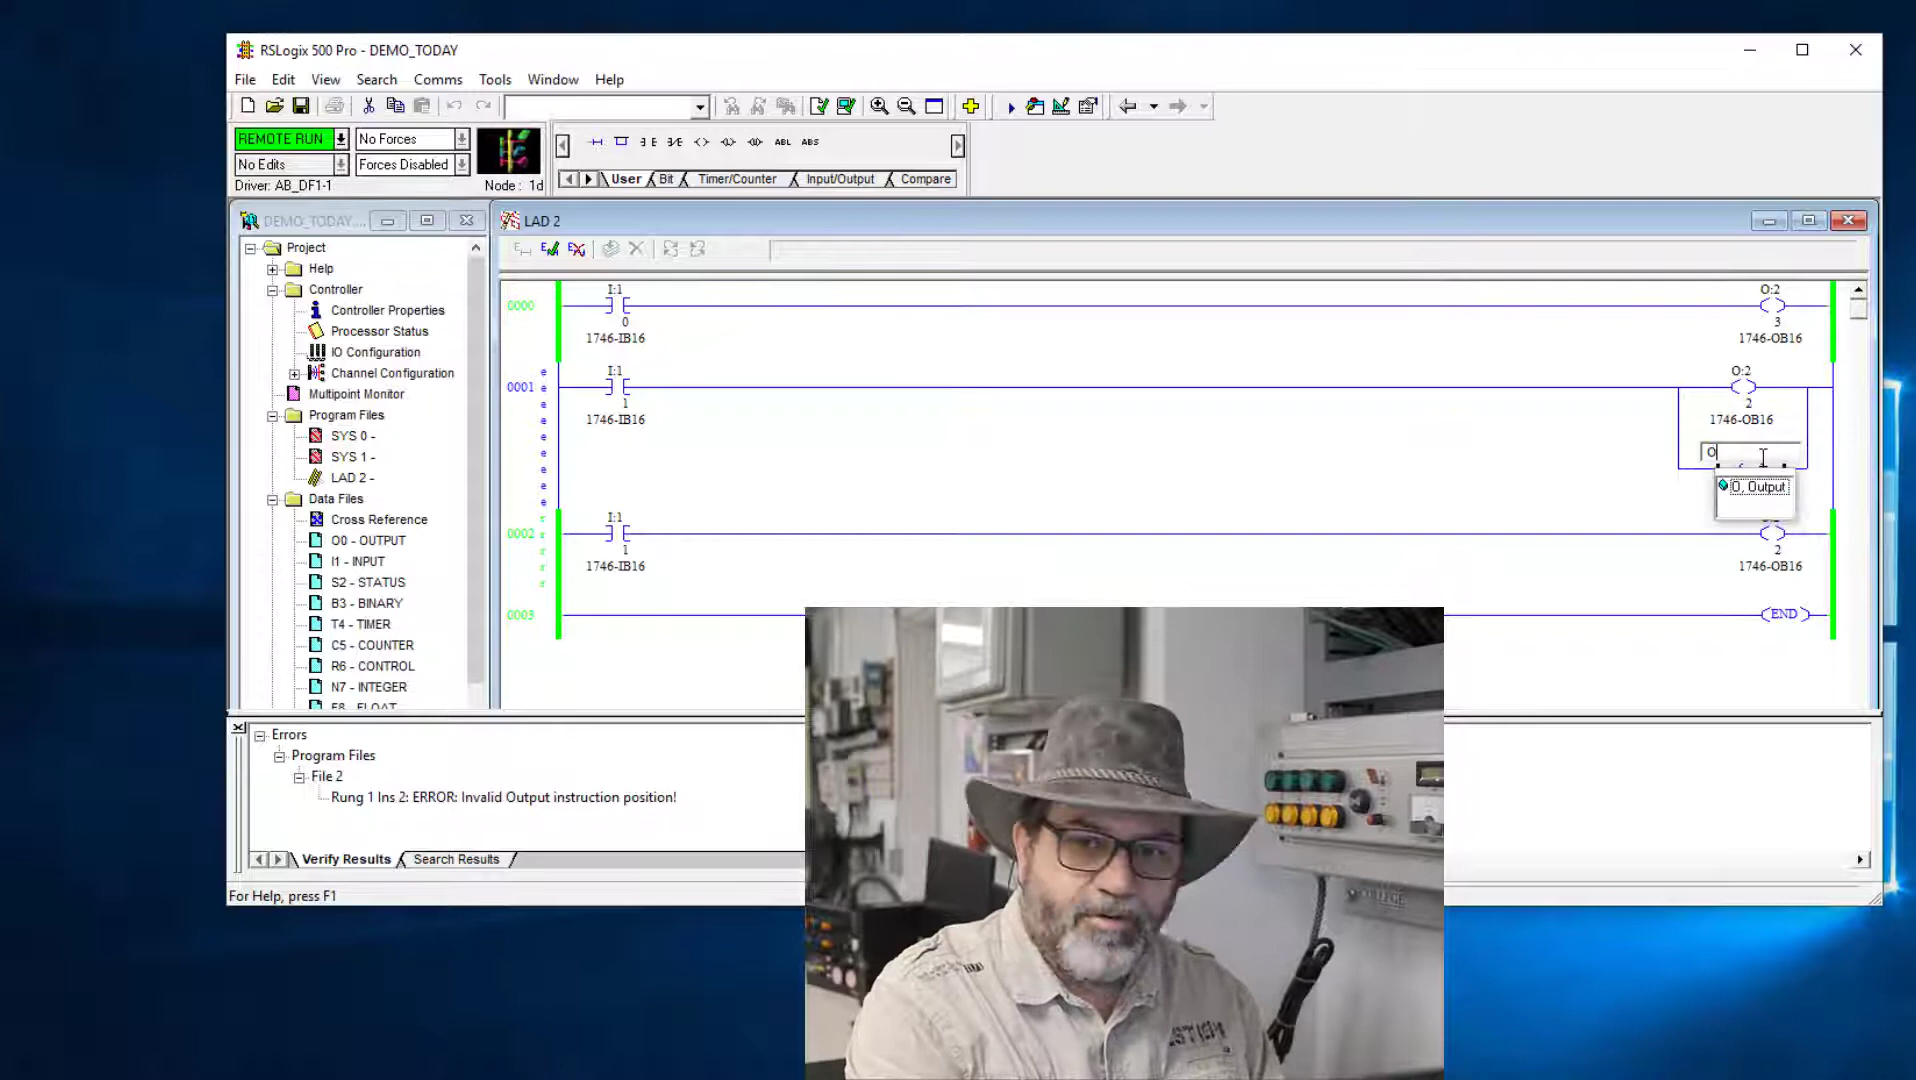 RSLogix 500 Pro - DEMO_TODAY
File Edit View Search Comms Tools Window Help
REMOTE RUN No Forces
No Edits Forces Disabled
Driver: AB_DF1-1 Node: 1d
ABL ABS
User Bit Timer/Counter Input/Output Compare
DEMO_TODAY....
LAD 2
Project
Help
Controller
Controller Properties
Processor Status
IO Configuration
Channel Configuration
Multipoint Monitor
Program Files
SYS 0 -
SYS 1 -
LAD 2 -
Data Files
Cross Reference
O0 - OUTPUT
I1 - INPUT
S2 - STATUS
B3 - BINARY
T4 - TIMER
C5 - COUNTER
R6 - CONTROL
N7 - INTEGER
F8 - FLOAT
I:1 O:2
0000
0 3
1746-IB16 1746-OB16
I:1 O:2
0001
e
e
e
e
e
e
e
e
e
1 2
1746-IB16 1746-OB16
O
O, Output
I:1
0002
r
r
r
r
r
1 2
1746-IB16 1746-OB16
0003 END
Errors
Program Files
File 2
Rung 1 Ins 2: ERROR: Invalid Output instruction position!
Verify Results Search Results
For Help, press F1